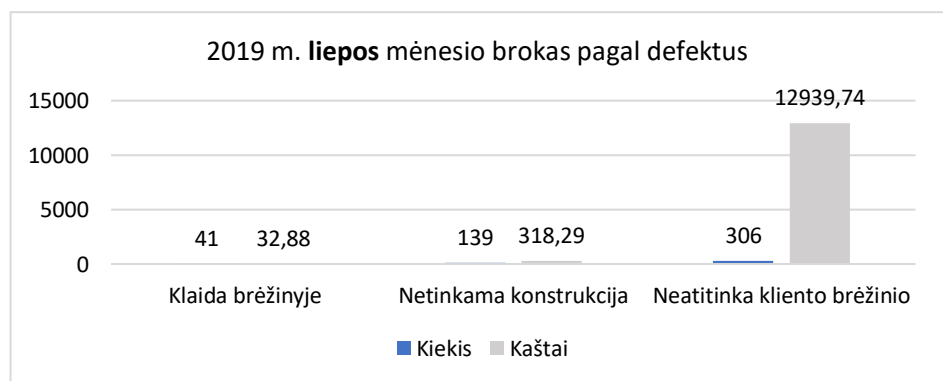 2019 m. liepos mėnesio brokas pagal defektus
15000
10000
5000
0
12939,74
41
32,88
139
318,29
306
Klaida brėžinyje
Netinkama konstrukcija
Neatitinka kliento brėžinio
Kiekis
Kaštai